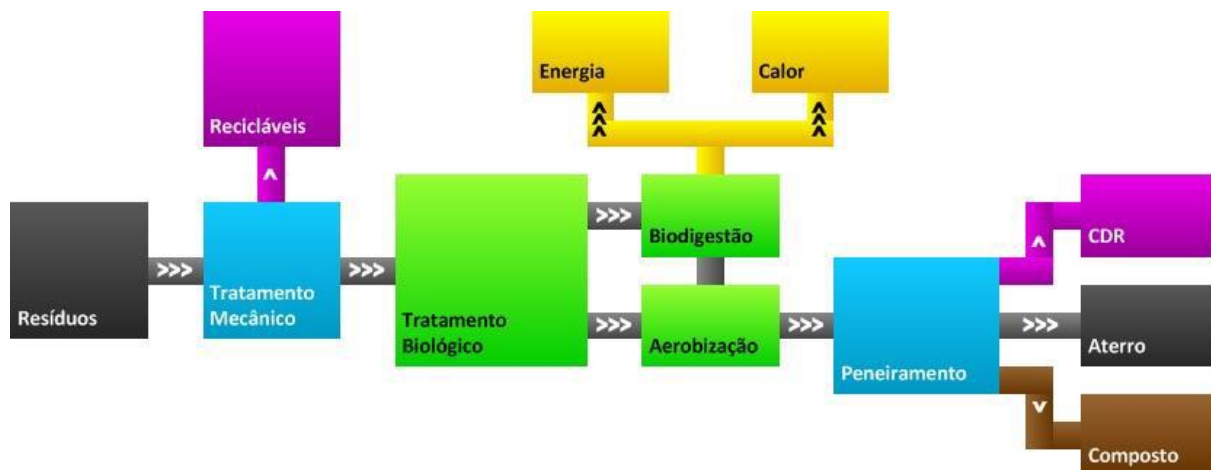 Energia
Calor
Recicláveis
>>>
Biodigestão
CDR
>>>
>>>
Resíduos
Tratamento
Mecânico
Tratamento
Biológico
>>>
Aerobização
>>>
Peneiramento
>>>
Aterro
Composto